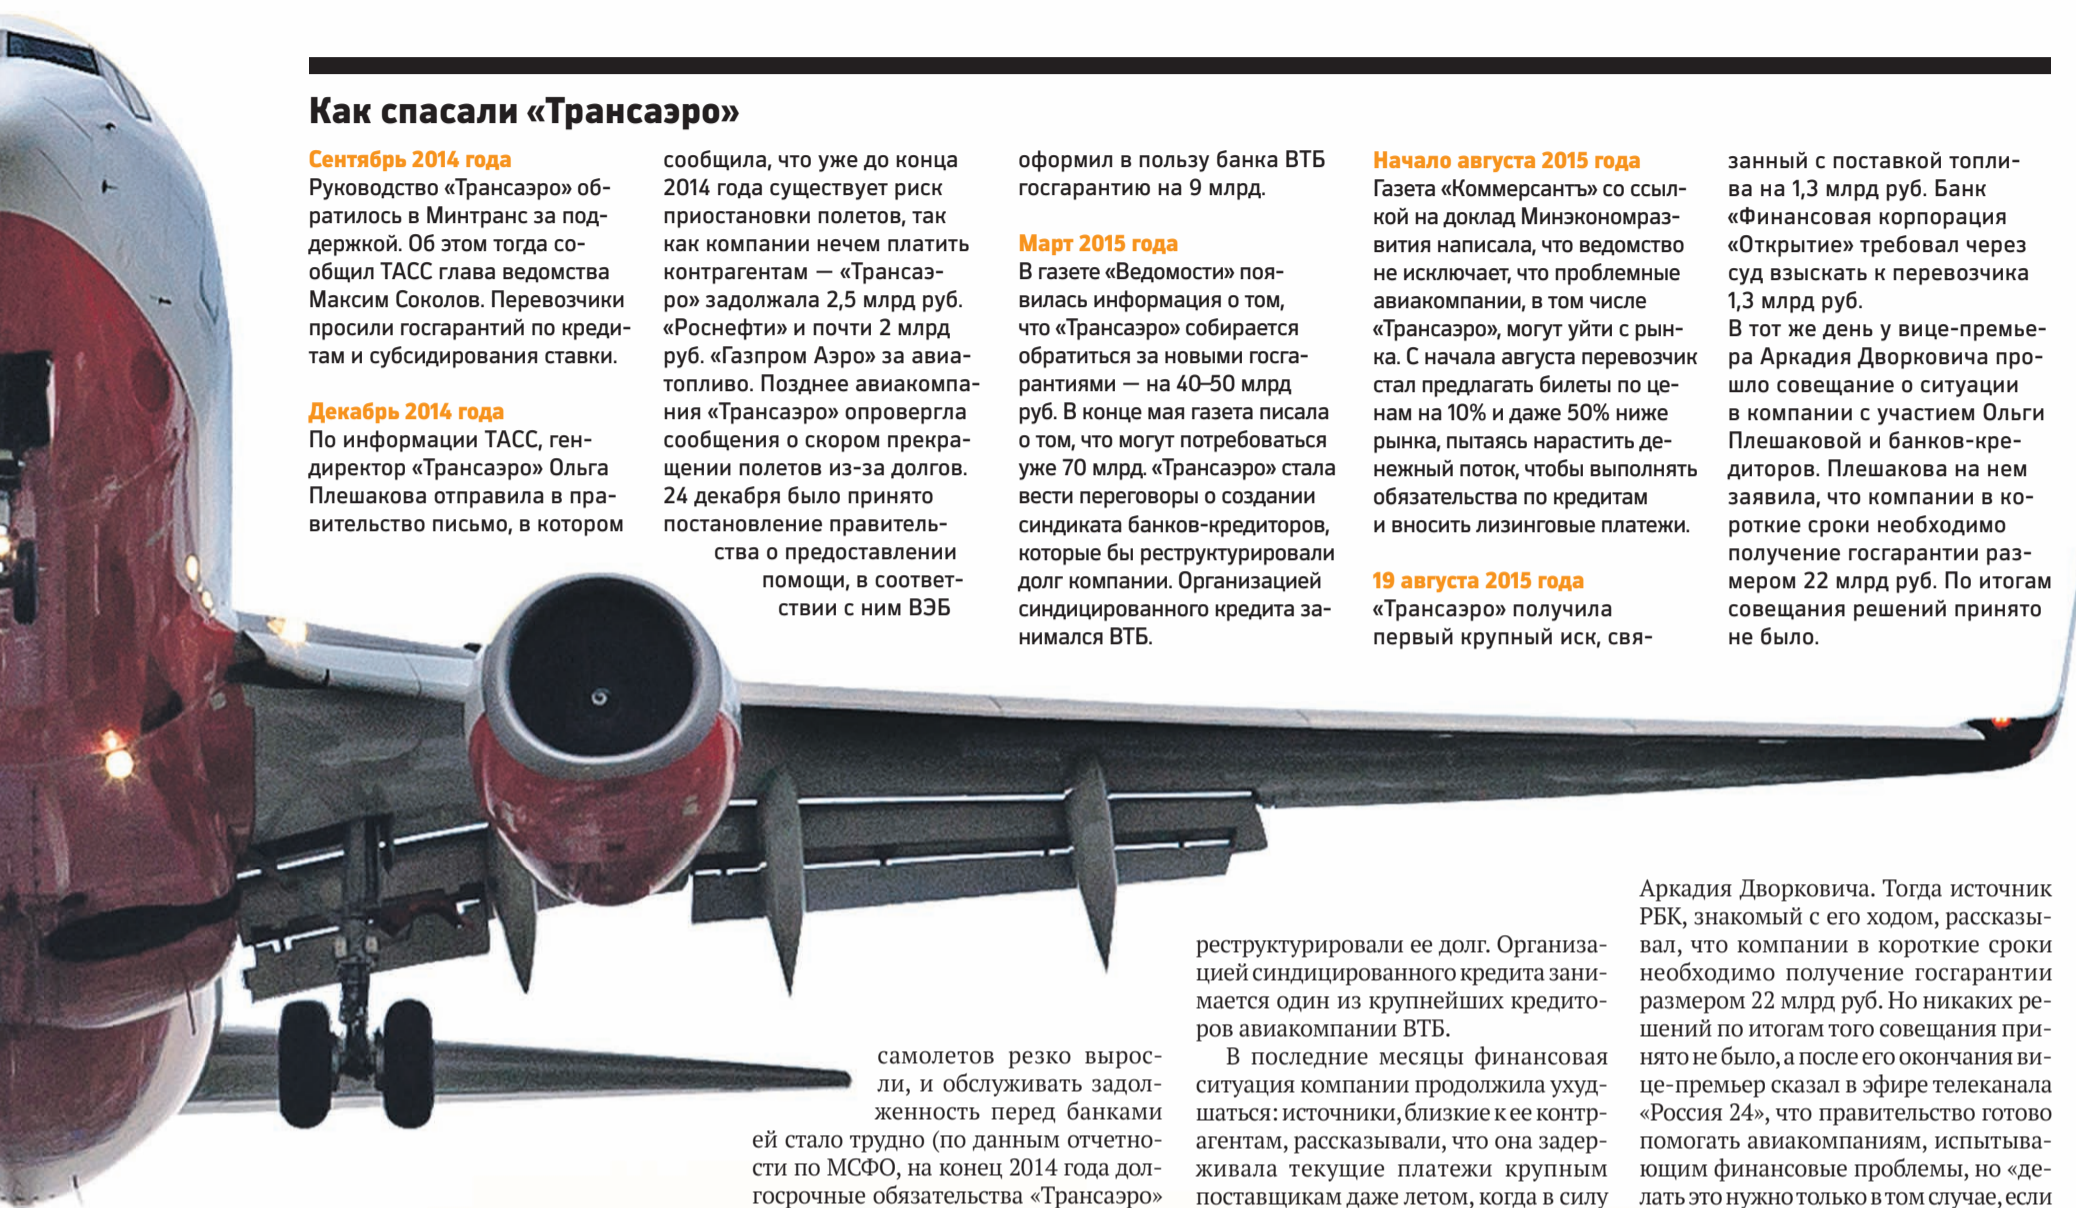 Как спасали «Трансаэро»
Сентябрь 2014 года
Руководство «Трансаэро» об-
ратилось в Минтранс за под-
держкой. Об этом тогда со-
общил ТАСС глава ведомства
Максим Соколов. Перевозчики
просили госгарантий по креди-
там и субсидирования ставки.
Декабрь 2014 года
По информации ТАСС, ген-
директор «Трансаэро» Ольга
Плешакова отправила в пра-
вительство письмо, в котором
сообщила, что уже до конца
2014 года существует риск
приостановки полетов, так
как компании нечем платить
контрагентам — «Трансаэ-
ро» задолжала 2,5 млрд руб.
«Роснефти» и почти 2 млрд
руб. «Газпром Аэро» за авиа-
топливо. Позднее авиакомпа-
ния «Трансаэро» опровергла
сообщения о скором прекра-
щении полетов из-за долгов.
24 декабря было принято
постановление правитель-
ства о предоставлении
помощи, в соответ-
ствии с ним ВЭБ
оформил в пользу банка ВТБ
госгарантию на 9 млрд.
Март 2015 года
В газете «Ведомости» поя-
вилась информация о том,
что «Трансаэро» собирается
обратиться за новыми госга-
рантиями — на 40–50 млрд
руб. В конце мая газета писала
о том, что могут потребоваться
уже 70 млрд. «Трансаэро» стала
вести переговоры о создании
синдиката банков-кредиторов,
которые бы реструктурировали
долг компании. Организацией
синдицированного кредита за-
нимался ВТБ.
Начало августа 2015 года
Газета «Коммерсантъ» со ссыл-
кой на доклад Минэкономраз-
вития написала, что ведомство
не исключает, что проблемные
авиакомпании, в том числе
«Трансаэро», могут уйти с рын-
ка. С начала августа перевозчик
стал предлагать билеты по це-
нам на 10% и даже 50% ниже
рынка, пытаясь нарастить де-
нежный поток, чтобы выполнять
обязательства по кредитам
и вносить лизинговые платежи.
19 августа 2015 года
«Трансаэро» получила
первый крупный иск, свя-
занный с поставкой топли-
ва на 1,3 млрд руб. Банк
«Финансовая корпорация
«Открытие» требовал через
суд взыскать к перевозчика
1,3 млрд руб.
В тот же день у вице-премье-
ра Аркадия Дворковича про-
шло совещание о ситуации
в компании с участием Ольги
Плешаковой и банков-кре-
диторов. Плешакова на нем
заявила, что компании в ко-
роткие сроки необходимо
получение госгарантии раз-
мером 22 млрд руб. По итогам
совещания решений принято
не было.
самолетов резко вырос-
ли, и обслуживать задол-
женность перед банками
ей стало трудно (по данным отчетно-
сти по МСФО, на конец 2014 года дол-
госрочные обязательства «Трансаэро»
реструктурировали ее долг. Организа-
цией синдицированного кредита зани-
мается один из крупнейших кредито-
ров авиакомпании ВТБ.
В последние месяцы финансовая
ситуация компании продолжила ухуд-
шаться: источники, близкие к ее контр-
агентам, рассказывали, что она задер-
живала текущие платежи крупным
поставщикам даже летом, когда в силу
Аркадия Дворковича. Тогда источник
РБК, знакомый с его ходом, рассказы-
вал, что компании в короткие сроки
необходимо получение госгарантии
размером 22 млрд руб. Но никаких ре-
шений по итогам того совещания при-
нято не было, а после его окончания ви-
це-премьер сказал в эфире телеканала
«Россия 24», что правительство готово
помогать авиакомпаниям, испытыва-
ющим финансовые проблемы, но «де-
лать это нужно только в том случае, если